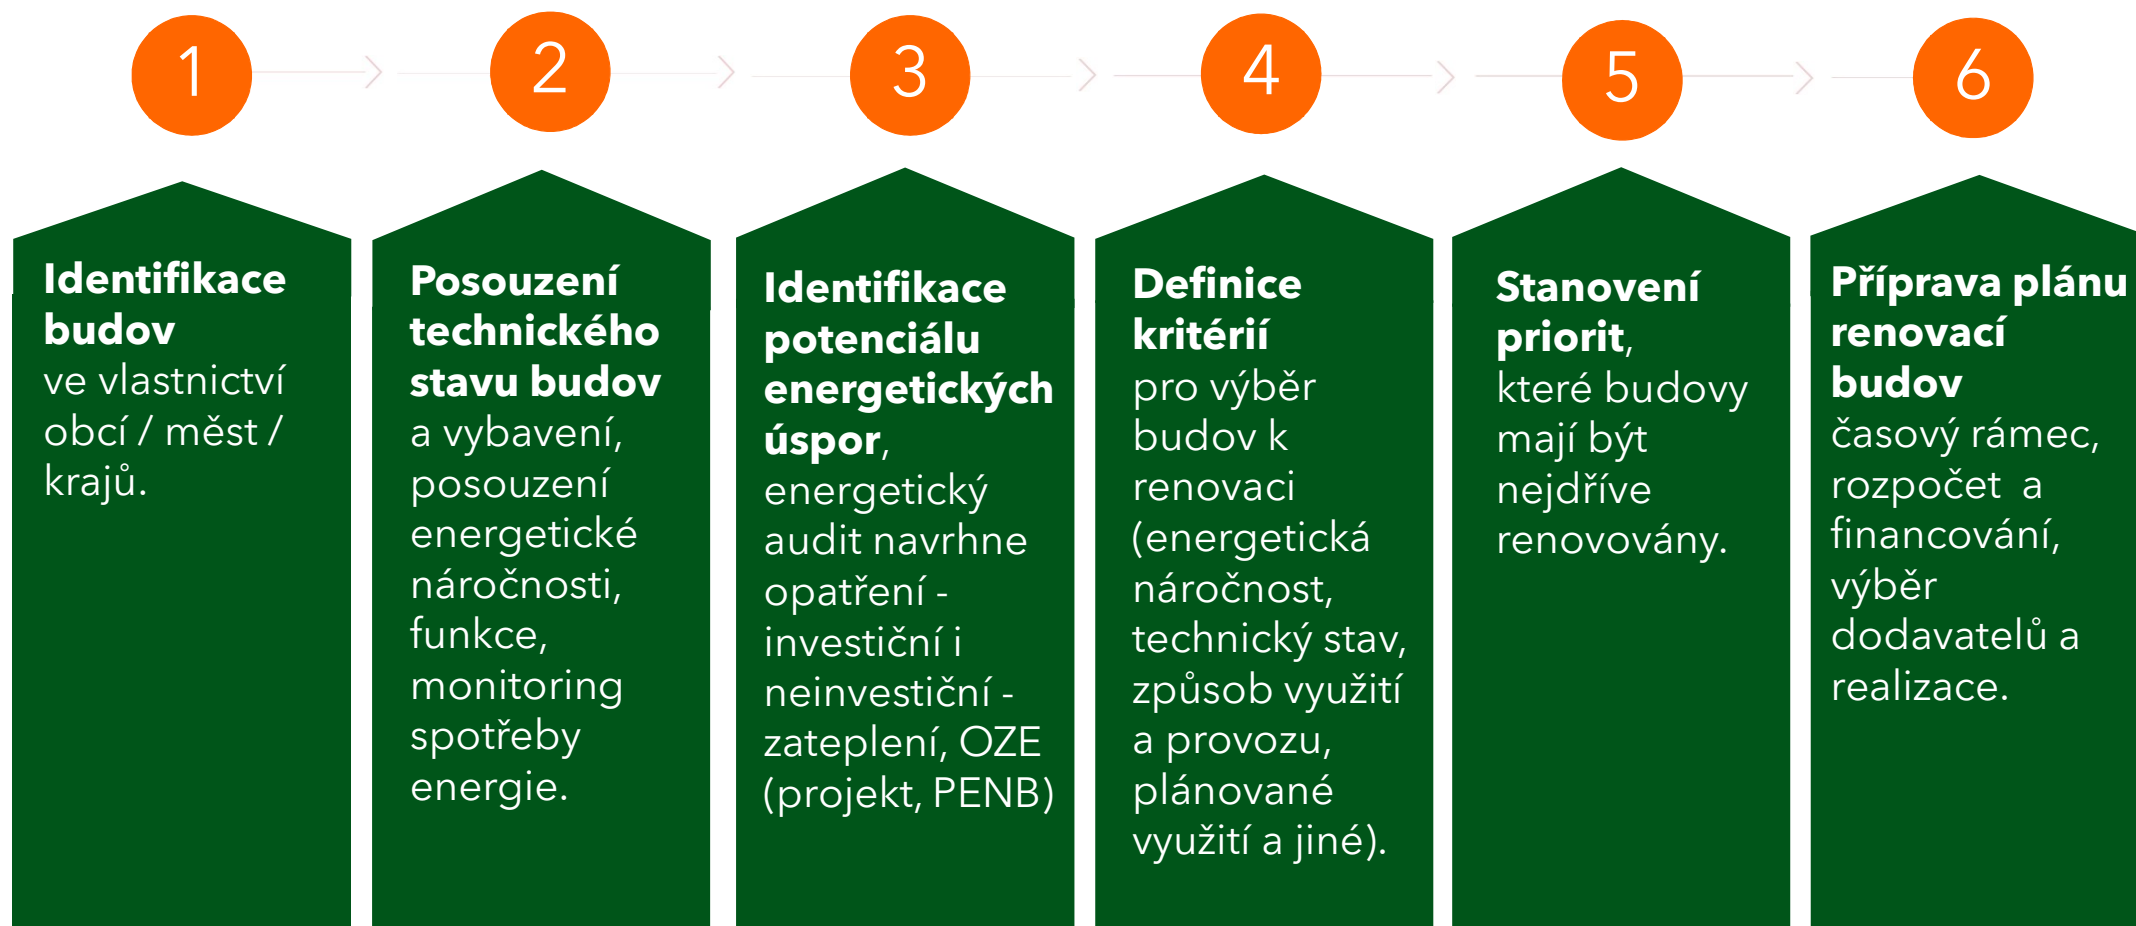 1
2
3
4
5
6
Identifikace
budov
ve vlastnictví
obcí / měst /
krajů.
Posouzení
technického
stavu budov
a vybavení,
posouzení
energetické
náročnosti,
funkce,
monitoring
spotřeby
energie.
Identifikace
potenciálu
energetických
úspor,
energetický
audit navrhne
opatření -
investiční i
neinvestiční -
zateplení, OZE
(projekt, PENB)
Definice
kritérií
pro výběr
budov k
renovaci
(energetická
náročnost,
technický stav,
způsob využití
a provozu,
plánované
využití a jiné).
Stanovení
priorit,
které budovy
mají být
nejdříve
renovovány.
Příprava plánu
renovací
budov
časový rámec,
rozpočet  a
financování,
výběr
dodavatelů a
realizace.